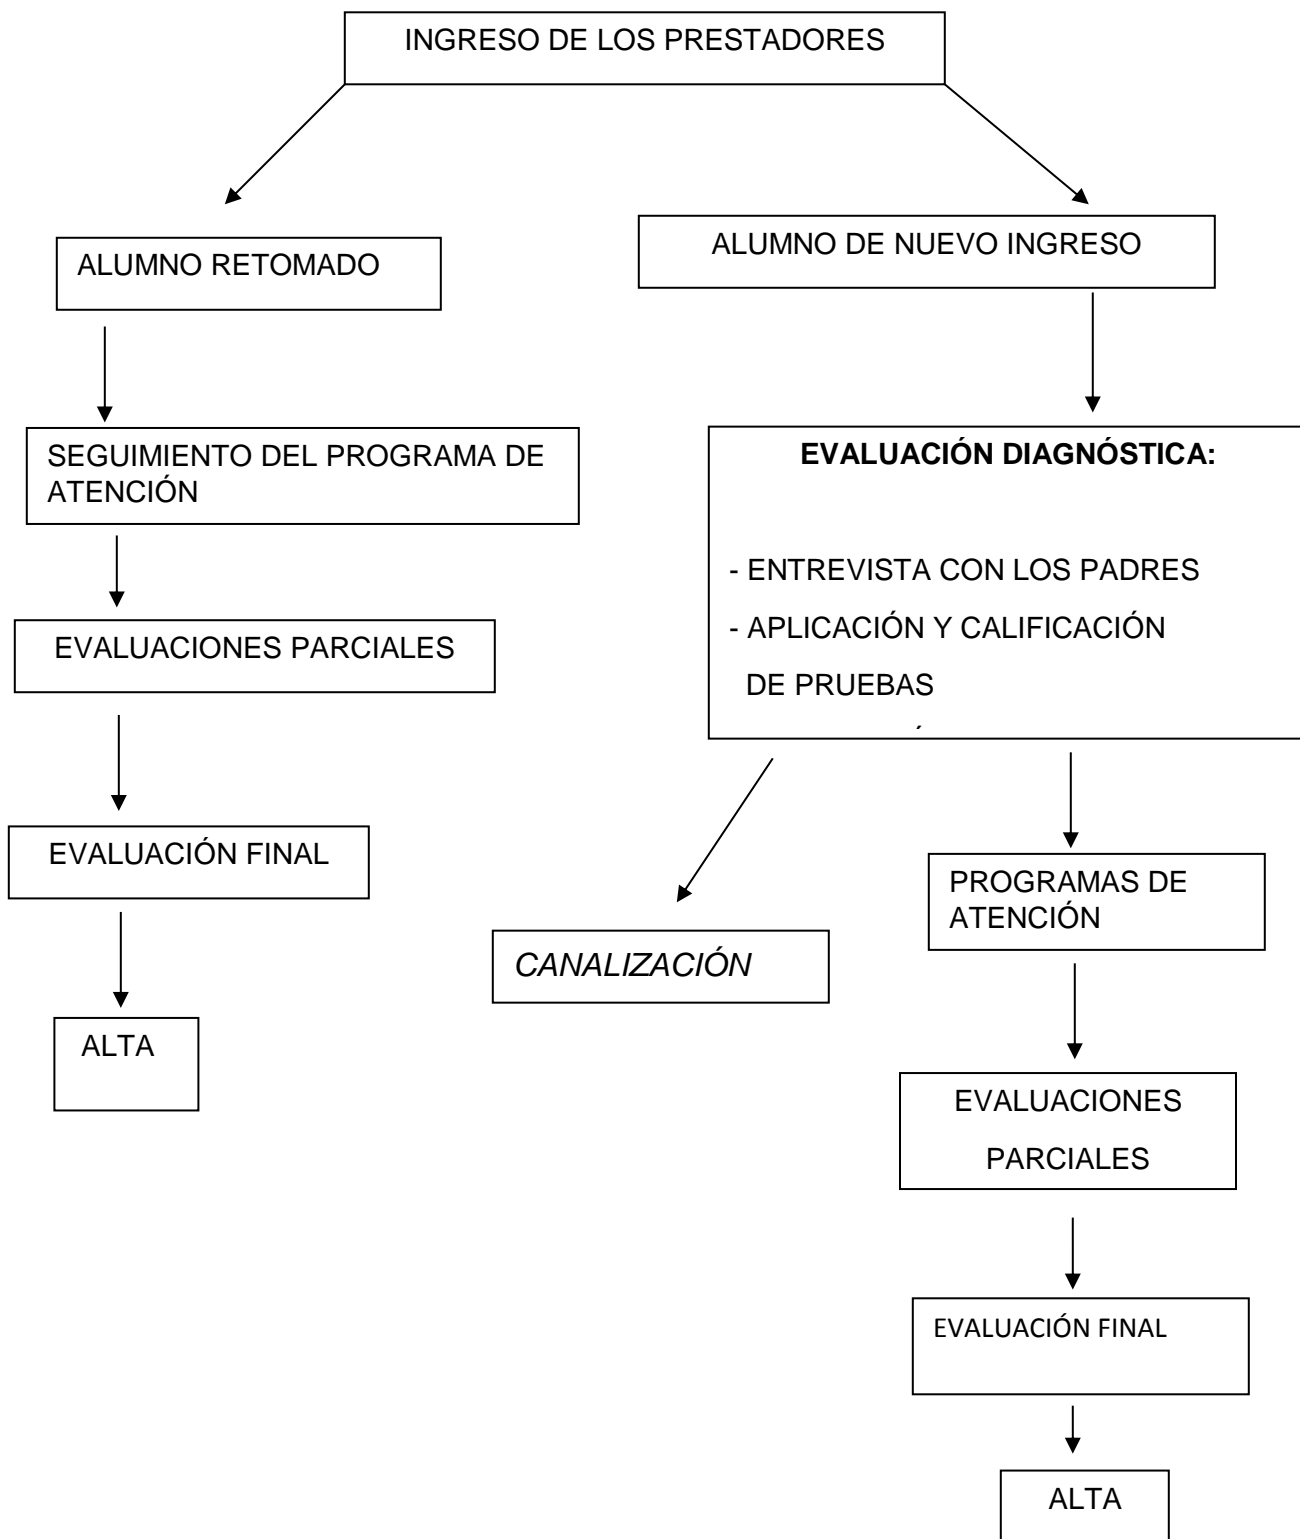 INGRESO DE LOS PRESTADORES
ALUMNO RETOMADO
ALUMNO DE NUEVO INGRESO
SEGUIMIENTO DEL PROGRAMA DE
ATENCIÓN
EVALUACIÓN DIAGNÓSTICA:
- ENTREVISTA CON LOS PADRES
- APLICACIÓN Y CALIFICACIÓN
DE PRUEBAS
EVALUACIONES PARCIALES
EVALUACIÓN FINAL
CANALIZACIÓN
PROGRAMAS DE
ATENCIÓN
ALTA
EVALUACIONES
PARCIALES
EVALUACIÓN FINAL
ALTA